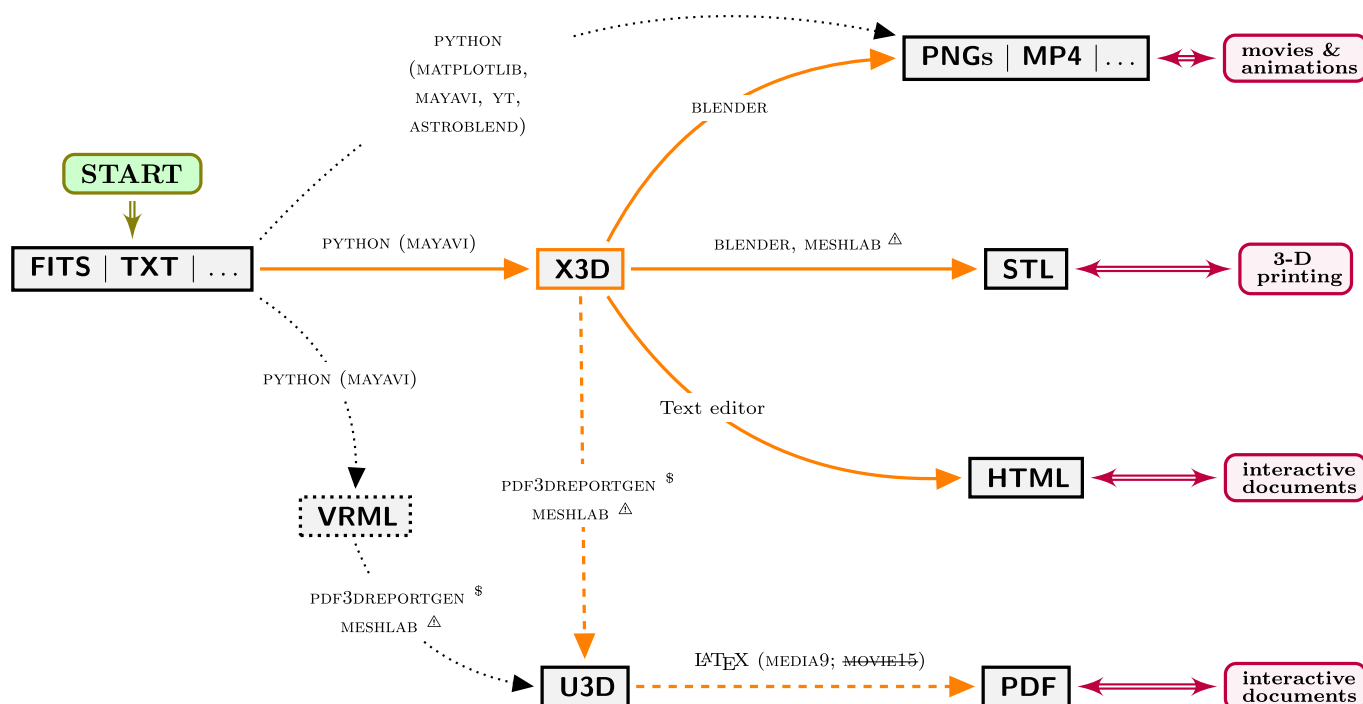 PYTHON
(MATPLOTLIB,
MAYAVI, YT,
ASTROBLEND)
PNGs | MP4 | ...
movies &
animations
BLENDER
START
PYTHON (MAYAVI)
BLENDER, MESHLAB ⚠
FITS | TXT | ...
X3D
STL
3-D
printing
PYTHON (MAYAVI)
Text editor
HTML
interactive
documents
PDF3DREPORTGEN $
MESHLAB ⚠
VRML
PDF3DREPORTGEN $
MESHLAB ⚠
LATEX (MEDIA9; MOVIE15)
U3D
PDF
interactive
documents